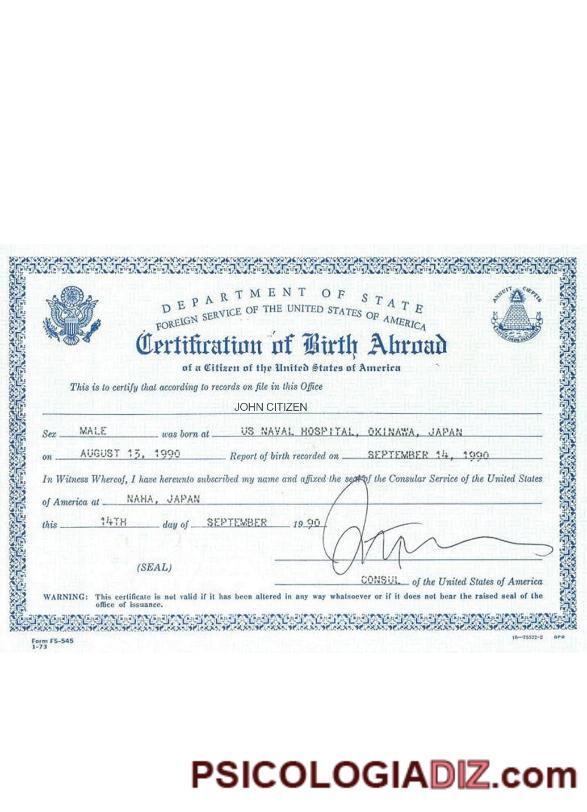 DEPARTMENT OF STATE
FOREIGN SERVICE OF THE UNITED STATES OF AMERICA
ANNUIT CŒPTIS
Certification of Birth Abroad
of a Citizen of the United States of America
This is to certify that according to records on file in this Office
JOHN CITIZEN
Sex MALE was born at US NAVAL HOSPITAL, OKINAWA, JAPAN
on AUGUST 13, 1990 Report of birth recorded on SEPTEMBER 14, 1990
In Witness Whereof, I have hereunto subscribed my name and affixed the seal of the Consular Service of the United States
of America at NAHA, JAPAN
this 14TH day of SEPTEMBER 19 90
(SEAL)
CONSUL of the United States of America
WARNING: This certificate is not valid if it has been altered in any way whatsoever or if it does not bear the raised seal of the
office of issuance.
Form FS-545
1-73
GPO
PSICOLOGIADIZ.com